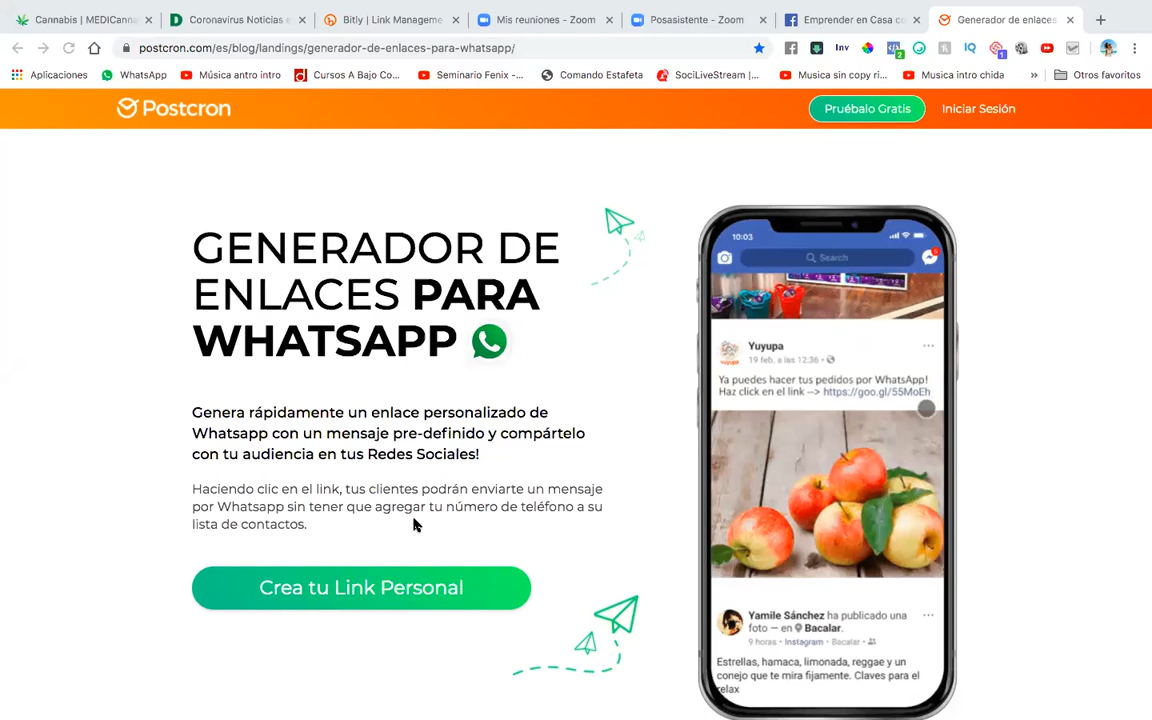 Cannabis | MEDICanna
Coronavirus Noticias e
Bitly | Link Manageme
Mis reuniones - Zoom
Posasistente - Zoom
Emprender en Casa co
Generador de enlaces
postcron.com/es/blog/landings/generador-de-enlaces-para-whatsapp/
Inv
2
IQ
1
Aplicaciones
WhatsApp
Música antro intro
Cursos A Bajo Co...
Seminario Fenix -...
Comando Estafeta
SociLiveStream |...
Musica sin copy ri...
Musica intro chida
»
Otros favoritos
Postcron
Pruébalo Gratis
Iniciar Sesión
GENERADOR DE
ENLACES PARA
WHATSAPP
Genera rápidamente un enlace personalizado de
Whatsapp con un mensaje pre-definido y compártelo
con tu audiencia en tus Redes Sociales!
Haciendo clic en el link, tus clientes podrán enviarte un mensaje
por Whatsapp sin tener que agregar tu número de teléfono a su
lista de contactos.
Crea tu Link Personal
10:03
Search
Yuyupa
19 feb. a las 12:36 •
Ya puedes hacer tus pedidos por WhatsApp!
Haz click en el link --> https://goo.gl/55MoEh
Yamile Sánchez ha publicado una
foto — en Bacalar.
9 horas • Instagram • Bacalar •
Estrellas, hamaca, limonada, reggae y un
conejo que te mira fijamente. Claves para el
relax